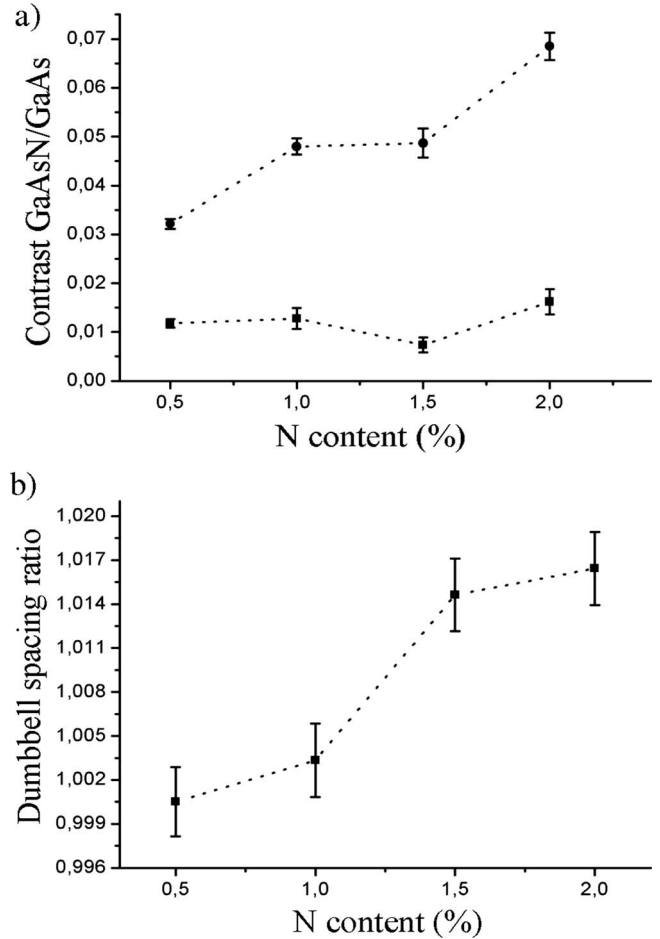 a)
Contrast GaAsN/GaAs
0,07
0,06
0,05
0,04
0,03
0,02
0,01
0,00
0,5 1,0 1,5 2,0
N content (%)
b)
Dumbbell spacing ratio
1,020
1,017
1,014
1,011
1,008
1,005
1,002
0,999
0,996
0,5 1,0 1,5 2,0
N content (%)